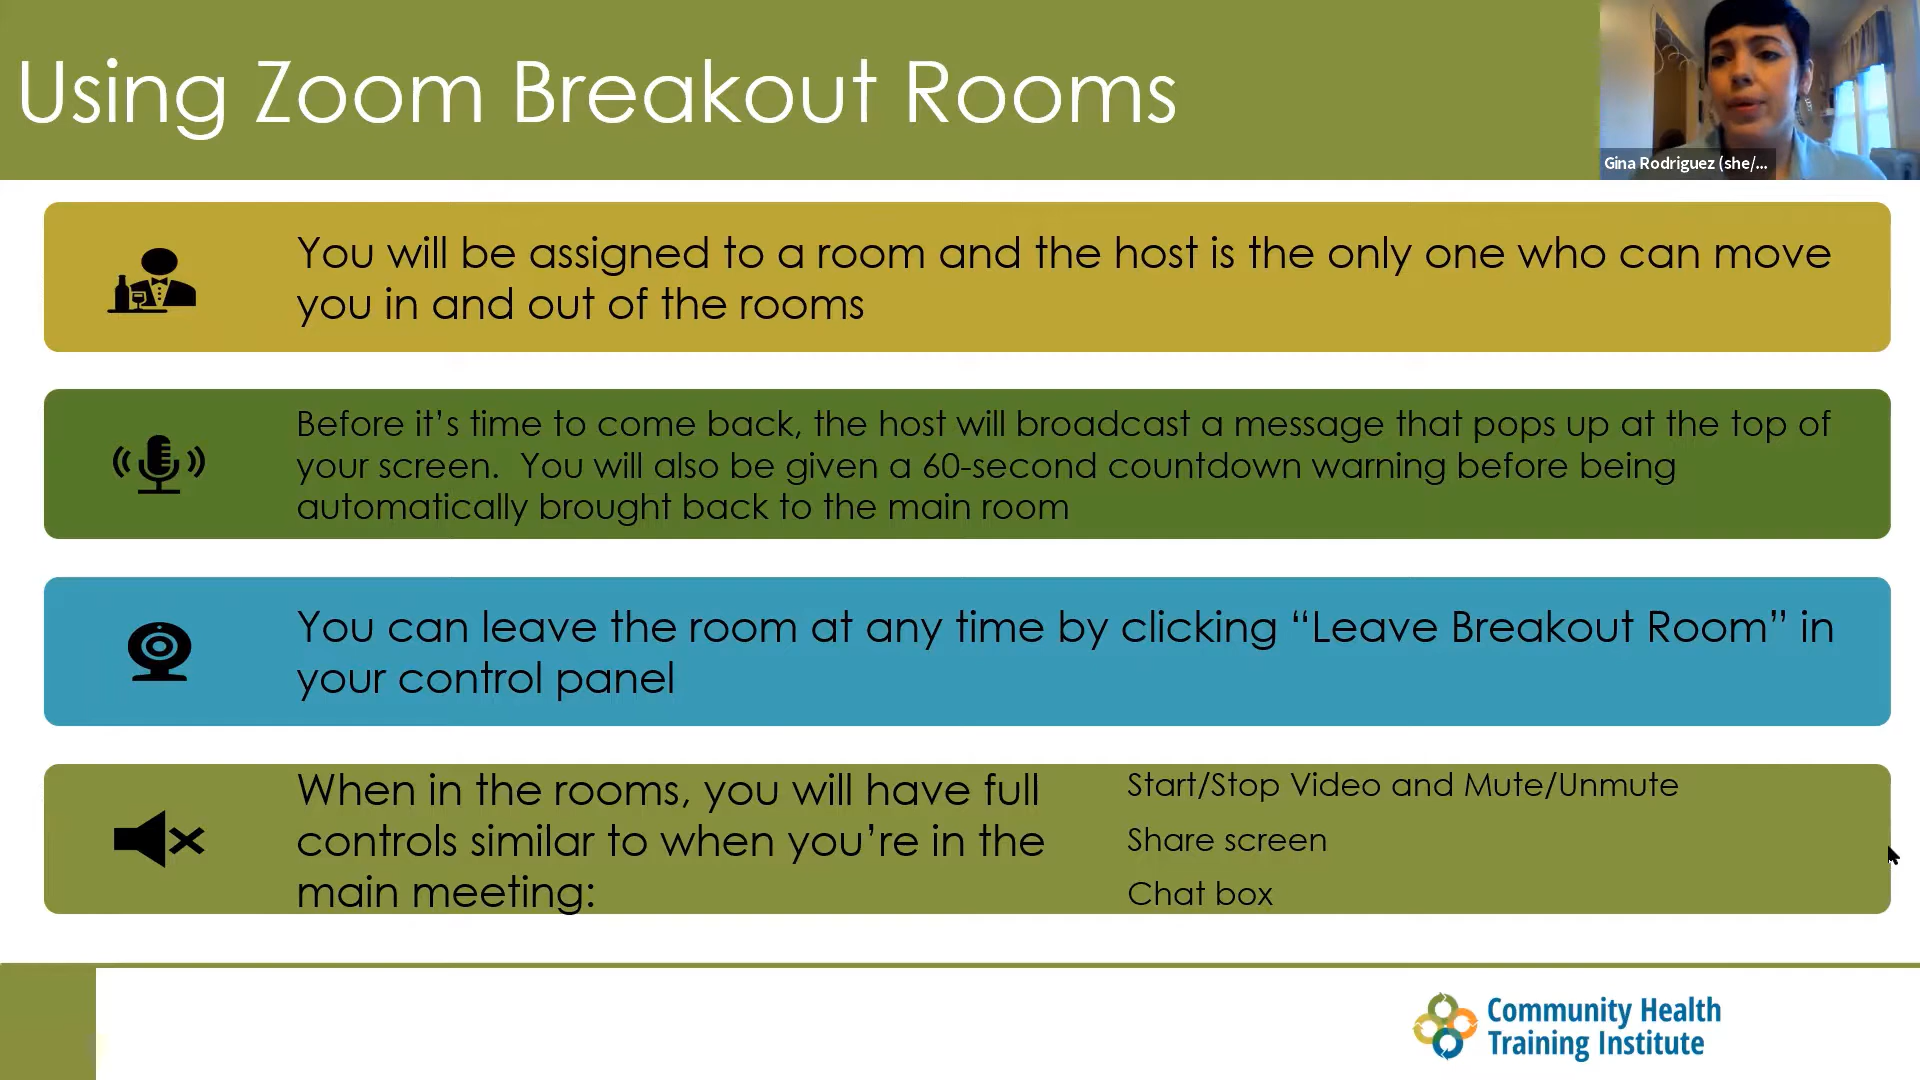 Using Zoom Breakout Rooms
Gina Rodriguez (she/...
You will be assigned to a room and the host is the only one who can move
you in and out of the rooms
Before it’s time to come back, the host will broadcast a message that pops up at the top of
your screen.  You will also be given a 60-second countdown warning before being
automatically brought back to the main room
You can leave the room at any time by clicking “Leave Breakout Room” in
your control panel
When in the rooms, you will have full
controls similar to when you’re in the
main meeting:
Start/Stop Video and Mute/Unmute
Share screen
Chat box
Community Health
Training Institute